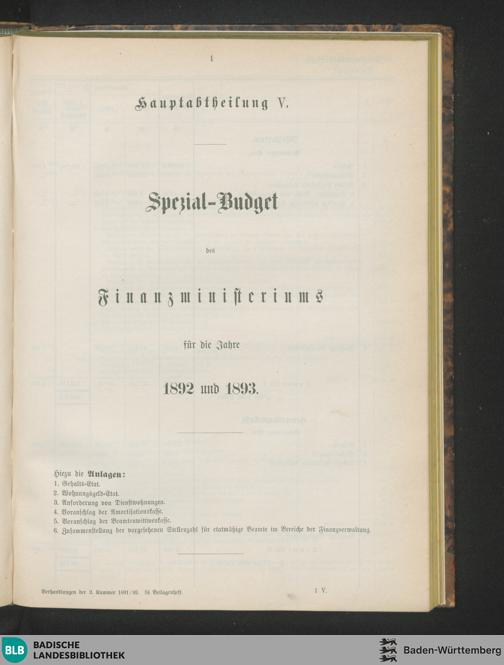 1
Hauptabtheilung V.
Spezial-Budget
des
Finanzministeriums
für die Jahre
1892 und 1893.
Hiezu die Anlagen:
1. Gehalts-Etat.
2. Wohnungsgeld-Etat.
3. Anforderung von Dienstwohnungen.
4. Voranschlag der Amortisationskasse.
5. Voranschlag der Beamtenwittwenkasse.
6. Zusammenstellung der vorgesehenen Stellenzahl für etatmäßige Beamte im Bereiche der Finanzverwaltung.
Verhandlungen der 2. Kammer 1891/92. Beilagenheft.
1 V.
BLB BADISCHE
LANDESBIBLIOTHEK
Baden-Württemberg